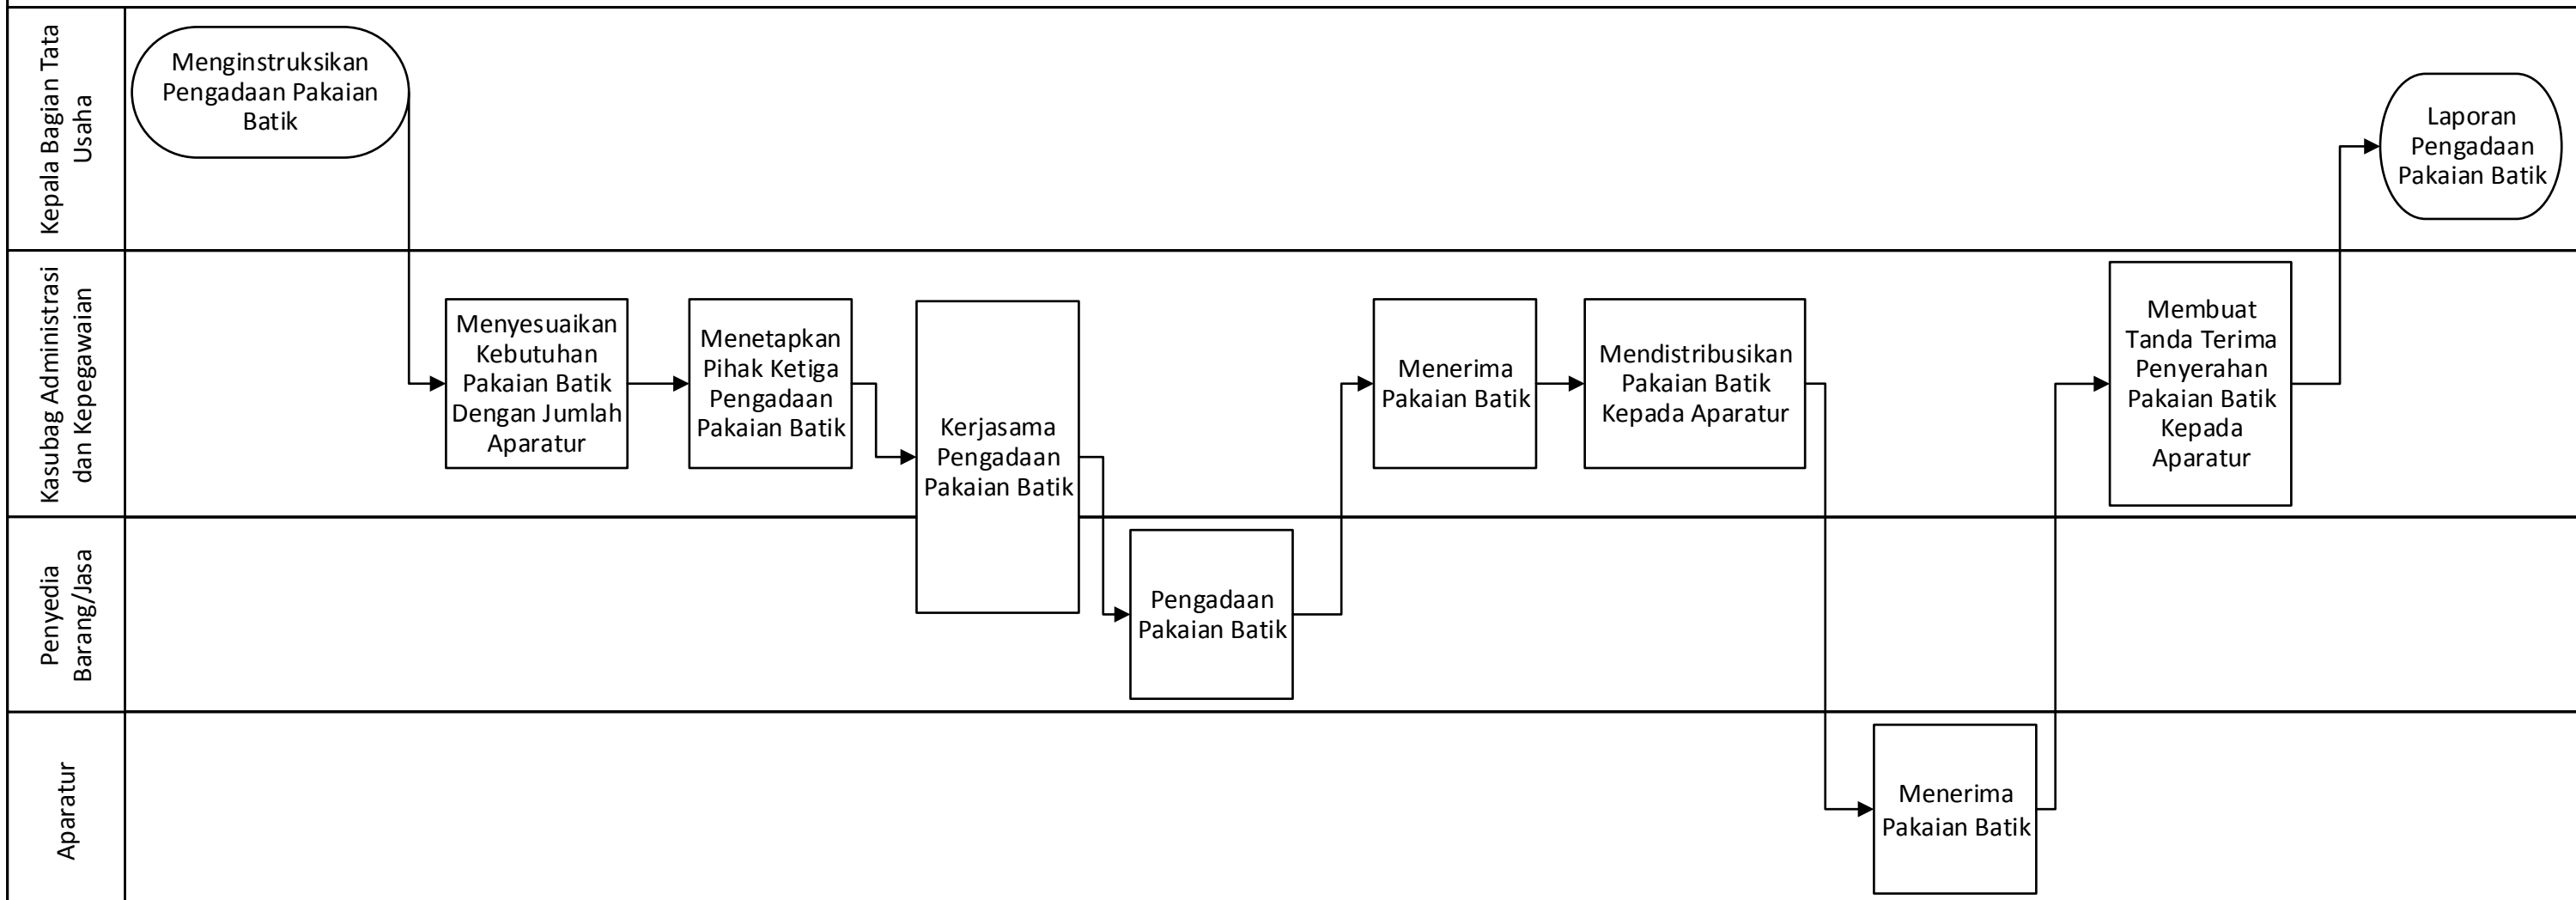 Kepala Bagian Tata
Usaha
Menginstruksikan
Pengadaan Pakaian
Batik
Laporan
Pengadaan
Pakaian Batik
Kasubag Administrasi
dan Kepegawaian
Menyesuaikan
Kebutuhan
Pakaian Batik
Dengan Jumlah
Aparatur
Menetapkan
Pihak Ketiga
Pengadaan
Pakaian Batik
Kerjasama
Pengadaan
Pakaian Batik
Menerima
Pakaian Batik
Mendistribusikan
Pakaian Batik
Kepada Aparatur
Membuat
Tanda Terima
Penyerahan
Pakaian Batik
Kepada
Aparatur
Penyedia
Barang/Jasa
Pengadaan
Pakaian Batik
Aparatur
Menerima
Pakaian Batik